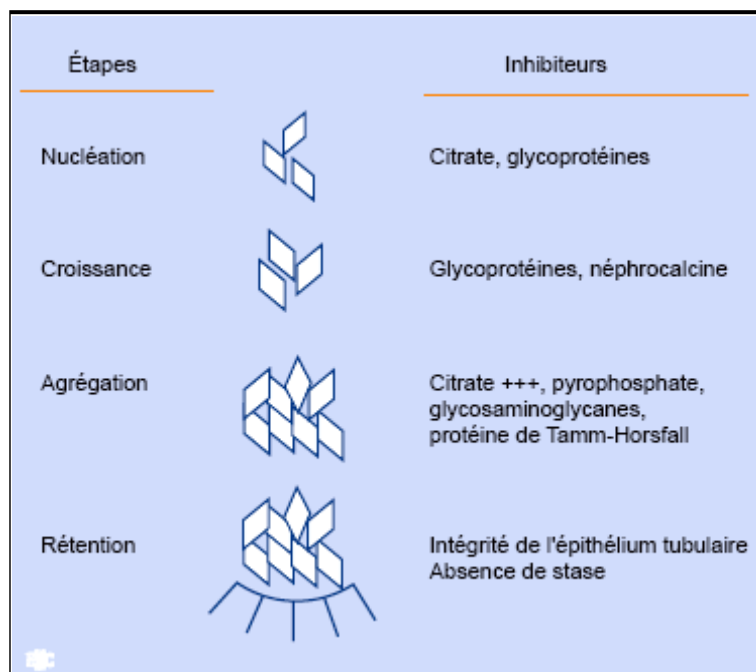 Étapes
Inhibiteurs
Nucléation
Citrate, glycoprotéines
Croissance
Glycoprotéines, néphrocalcine
Agrégation
Citrate +++, pyrophosphate,
glycosaminoglycanes,
protéine de Tamm-Horsfall
Rétention
Intégrité de l'épithélium tubulaire
Absence de stase